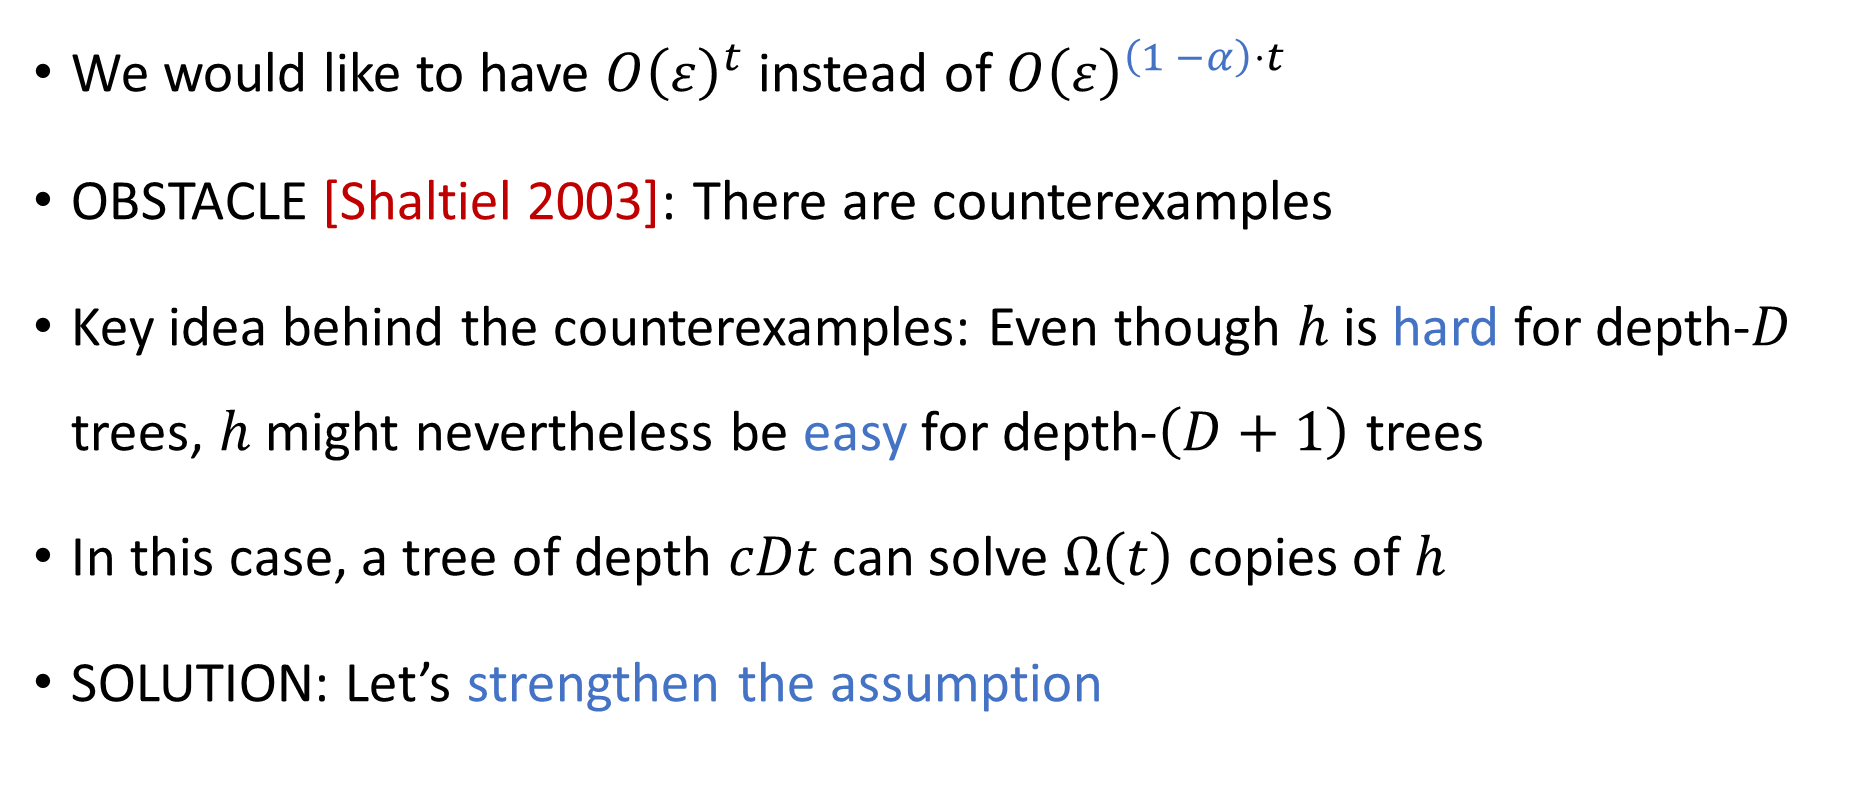 • We would like to have 𝑂(𝜀)^𝑡 instead of 𝑂(𝜀)^((1 −𝛼)·𝑡)
• OBSTACLE [Shaltiel 2003]: There are counterexamples
• Key idea behind the counterexamples: Even though ℎ is hard for depth-𝐷
trees, ℎ might nevertheless be easy for depth-(𝐷 + 1) trees
• In this case, a tree of depth 𝑐𝐷𝑡 can solve Ω(𝑡) copies of ℎ
• SOLUTION: Let’s strengthen the assumption